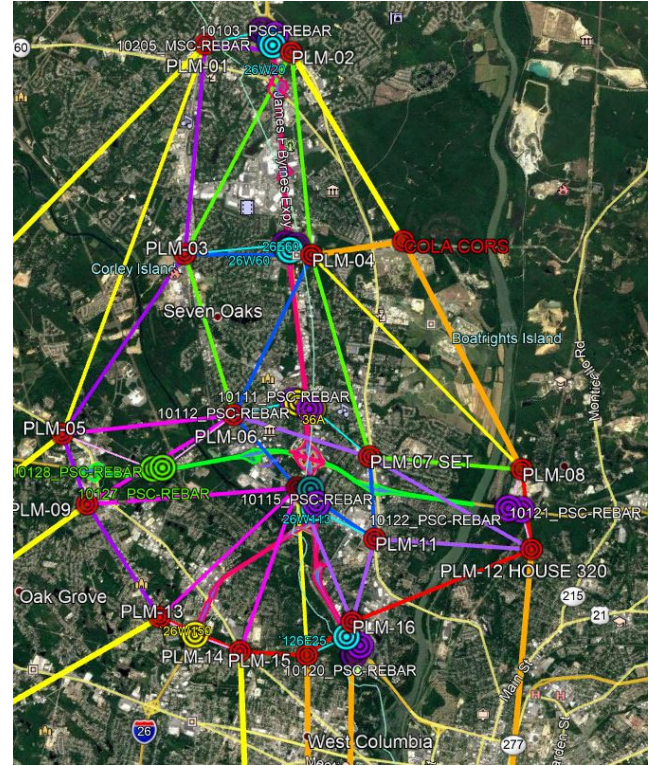 60
10103_PSC-REBAR
10205_MSC-REBAR
PLM-02
PLM-01
26W20
James F Byrnes Expy
PLM-03
26E60
26W60
PLM-04
COLA CORS
Corley Island
Seven Oaks
Boatrights Island
10111_PSC-REBAR
10112_PSC-REBAR
36A
PLM-05
PLM-06
PLM-07 SET
10128_PSC-REBAR
PLM-08
10127_PSC-REBAR
10115_PSC-REBAR
PLM-09
26W113
10122_PSC-REBAR
10121_PSC-REBAR
PLM-11
PLM-12 HOUSE 320
Oak Grove
215
PLM-13
21
PLM-16
26W150
126E25
PLM-14
PLM-15
10120_PSC-REBAR
Main St
26
West Columbia
277